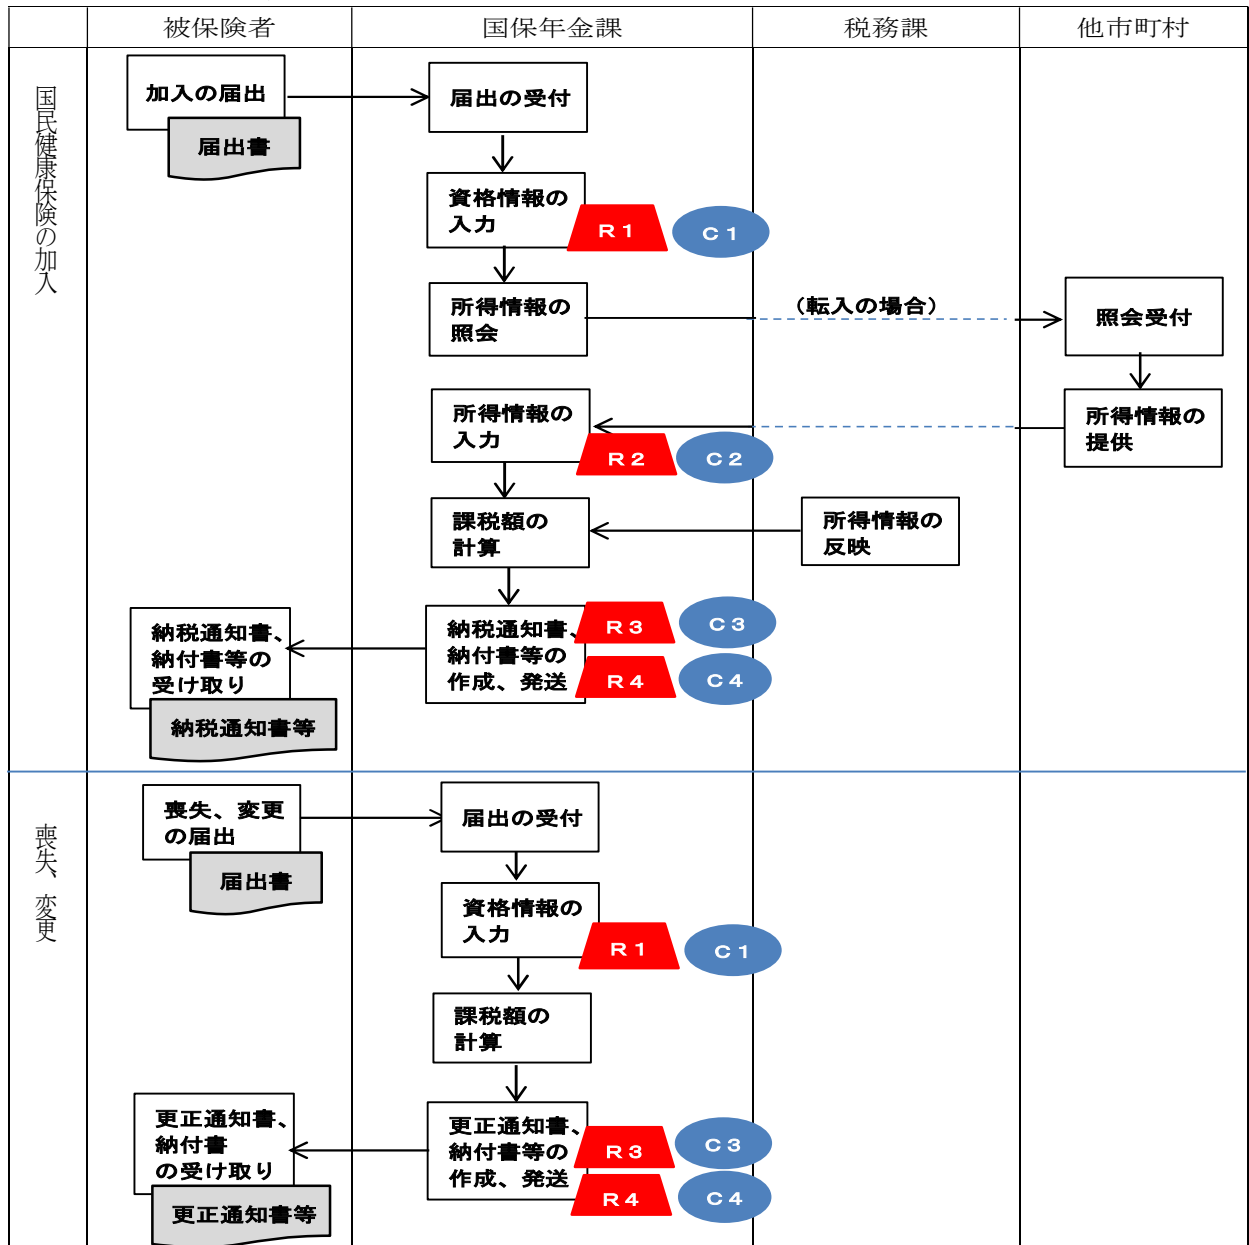 被保険者
国保年金課
税務課
他市町村
国民健康保険の加入
加入の届出
届出書
届出の受付
資格情報の
入力
R1
C1
所得情報の
照会
（転入の場合）
照会受付
所得情報の
提供
所得情報の
入力
R2
C2
課税額の
計算
所得情報の
反映
納税通知書、
納付書等の
作成、発送
R3
C3
R4
C4
納税通知書、
納付書等の
受け取り
納税通知書等
喪失、変更
喪失、変更
の届出
届出書
届出の受付
資格情報の
入力
R1
C1
課税額の
計算
更正通知書、
納付書等の
作成、発送
R3
C3
R4
C4
更正通知書、
納付書
の受け取り
更正通知書等